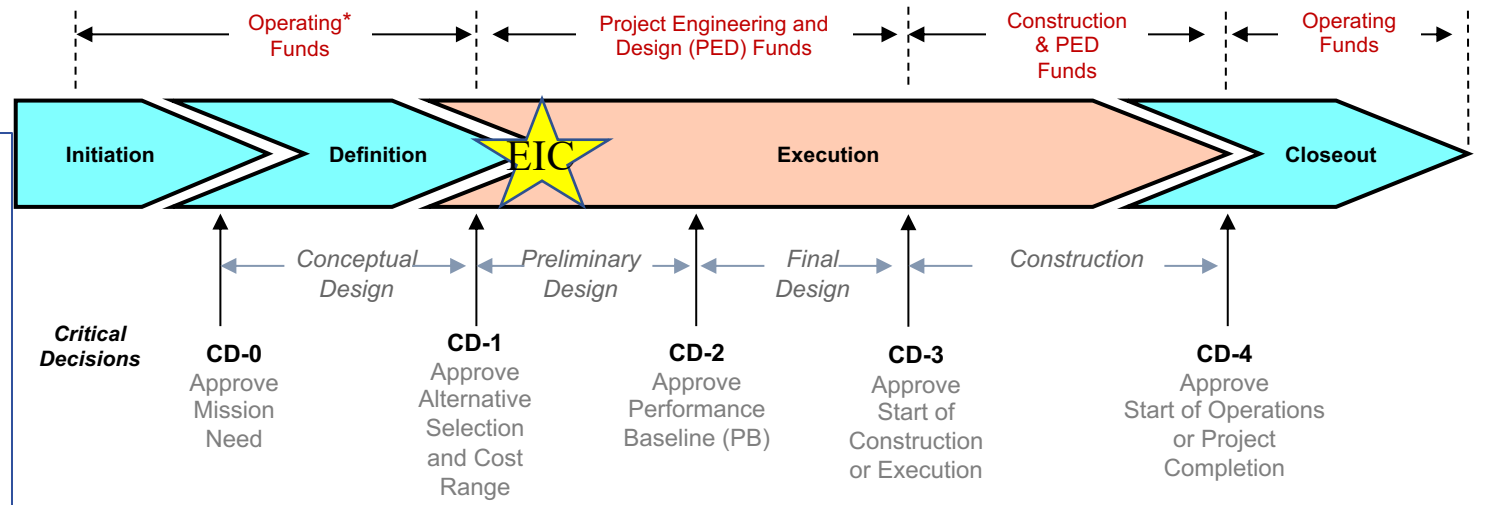 Operating*
Funds
Project Engineering and
Design (PED) Funds
Construction
& PED
Funds
Operating
Funds
Initiation
Definition
EIC
Execution
Closeout
Conceptual
Design
Preliminary
Design
Final
Design
Construction
Critical
Decisions
CD-0
Approve
Mission
Need
CD-1
Approve
Alternative
Selection
and Cost
Range
CD-2
Approve
Performance
Baseline (PB)
CD-3
Approve
Start of
Construction
or Execution
CD-4
Approve
Start of Operations
or Project
Completion